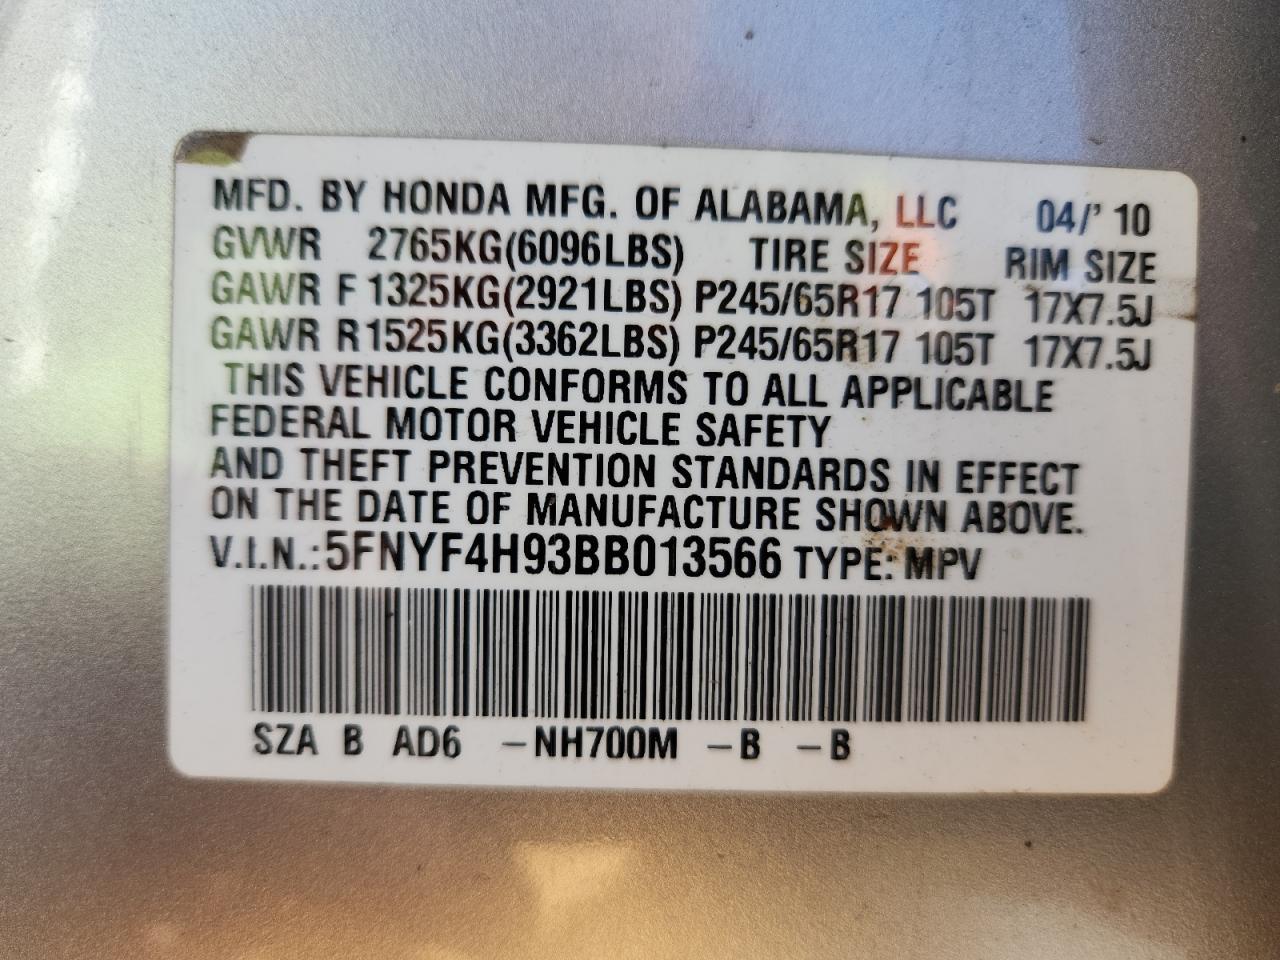 MFD. BY HONDA MFG. OF ALABAMA, LLC 04/' 10
GVWR 2765KG(6096LBS) TIRE SIZE RIM SIZE
GAWR F 1325KG(2921LBS) P245/65R17 105T 17X7.5J
GAWR R 1525KG(3362LBS) P245/65R17 105T 17X7.5J
THIS VEHICLE CONFORMS TO ALL APPLICABLE
FEDERAL MOTOR VEHICLE SAFETY
AND THEFT PREVENTION STANDARDS IN EFFECT
ON THE DATE OF MANUFACTURE SHOWN ABOVE.
V.I.N.:5FNYF4H93BB013566 TYPE: MPV
SZA B AD6 –NH700M –B –B